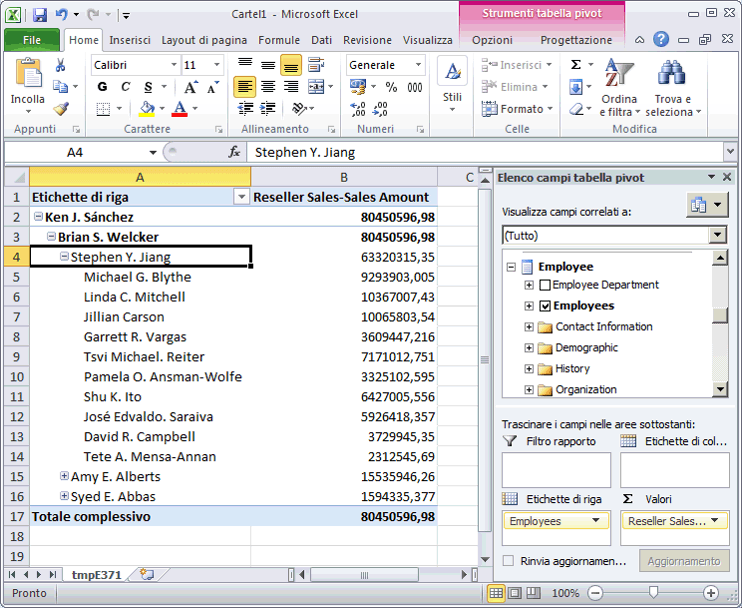 Cartel1 - Microsoft Excel
Strumenti tabella pivot
File Home Inserisci Layout di pagina Formule Dati Revisione Visualizza Opzioni Progettazione
Incolla
Appunti
Calibri 11
G C S A A
A
Carattere
Allineamento
Generale
% 000
,00 ,0
Numeri
A
Stili
Inserisci
Elimina
Formato
Celle
Σ
Ordina e filtra
Trova e seleziona
Modifica
A4 fx Stephen Y. Jiang
A B C
1 Etichette di riga Reseller Sales-Sales Amount
2 Ken J. Sánchez 80450596,98
3 Brian S. Welcker 80450596,98
4 Stephen Y. Jiang 63320315,35
5 Michael G. Blythe 9293903,005
6 Linda C. Mitchell 10367007,43
7 Jillian Carson 10065803,54
8 Garrett R. Vargas 3609447,216
9 Tsvi Michael. Reiter 7171012,751
10 Pamela O. Ansman-Wolfe 3325102,595
11 Shu K. Ito 6427005,556
12 José Edvaldo. Saraiva 5926418,357
13 David R. Campbell 3729945,35
14 Tete A. Mensa-Annan 2312545,69
15 Amy E. Alberts 15535946,26
16 Syed E. Abbas 1594335,377
17 Totale complessivo 80450596,98
18
19
tmpE371
Elenco campi tabella pivot
Visualizza campi correlati a:
(Tutto)
Employee
Employee Department
Employees
Contact Information
Demographic
History
Organization
Trascinare i campi nelle aree sottostanti:
Filtro rapporto Etichette di col...
Etichette di riga Σ Valori
Employees Reseller Sales...
Rinvia aggiornamen... Aggiornamento
Pronto 100%